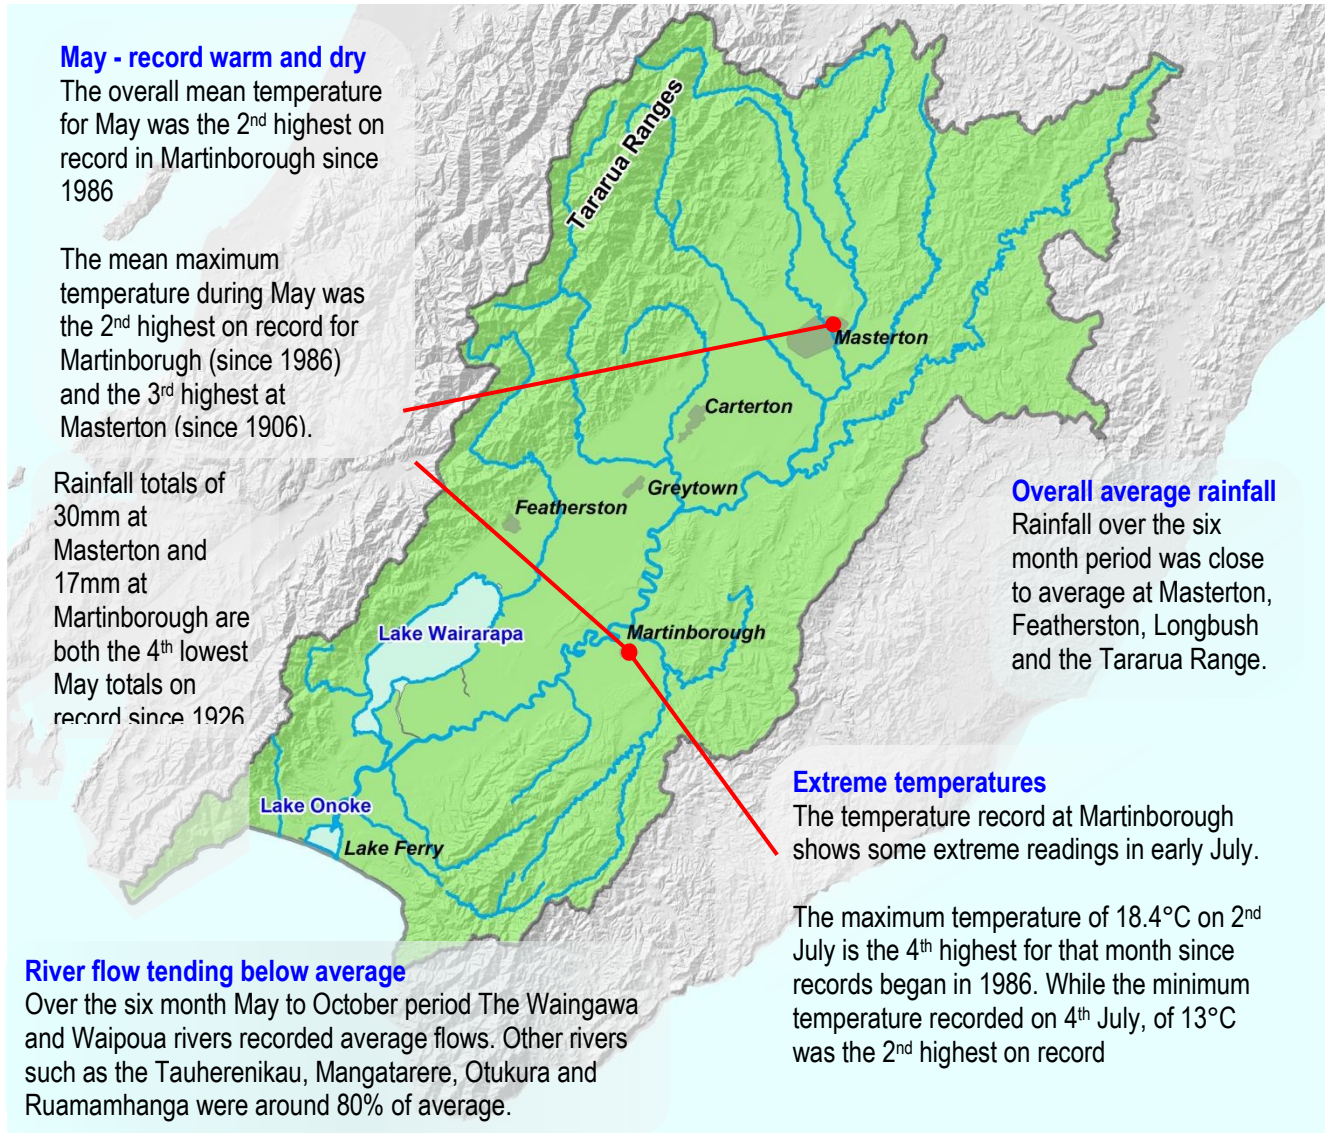 May - record warm and dry
The overall mean temperature
for May was the 2nd highest on
record in Martinborough since
1986
The mean maximum
temperature during May was
the 2nd highest on record for
Martinborugh (since 1986)
and the 3rd highest at
Masterton (since 1906).
Rainfall totals of
30mm at
Masterton and
17mm at
Martinborough are
both the 4th lowest
May totals on
record since 1926
Tararua Ranges
Masterton
Carterton
Greytown
Featherston
Lake Wairarapa
Martinborough
Lake Onoke
Lake Ferry
Overall average rainfall
Rainfall over the six
month period was close
to average at Masterton,
Featherston, Longbush
and the Tararua Range.
Extreme temperatures
The temperature record at Martinborough
shows some extreme readings in early July.
The maximum temperature of 18.4°C on 2nd
July is the 4th highest for that month since
records began in 1986. While the minimum
temperature recorded on 4th July, of 13°C
was the 2nd highest on record
River flow tending below average
Over the six month May to October period The Waingawa
and Waipoua rivers recorded average flows. Other rivers
such as the Tauherenikau, Mangatarere, Otukura and
Ruamamhanga were around 80% of average.